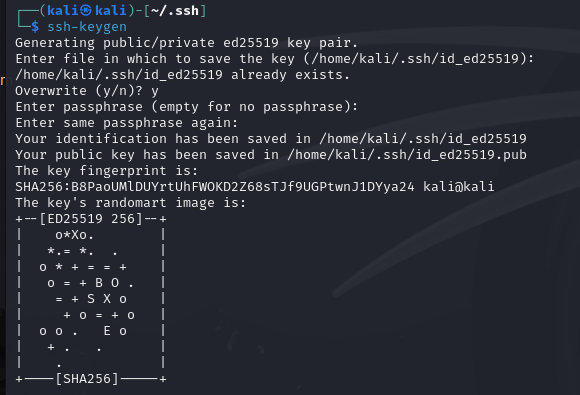 ┌──(kali㉿kali)-[~/.ssh]
└─$ ssh-keygen
Generating public/private ed25519 key pair.
Enter file in which to save the key (/home/kali/.ssh/id_ed25519):
/home/kali/.ssh/id_ed25519 already exists.
Overwrite (y/n)? y
Enter passphrase (empty for no passphrase):
Enter same passphrase again:
Your identification has been saved in /home/kali/.ssh/id_ed25519
Your public key has been saved in /home/kali/.ssh/id_ed25519.pub
The key fingerprint is:
SHA256:B8PaoUMlDUYrtUhFWOKD2Z68sTJf9UGPtwnJ1DYya24 kali@kali
The key's randomart image is:
+--[ED25519 256]--+
|    o*Xo.        |
|   *.= *.  .     |
|  o * + = = +    |
|   o = + B O .   |
|    = + S X o    |
|     + o = + o   |
|  o o .   E o    |
|   + .   .       |
|    .            |
+----[SHA256]-----+